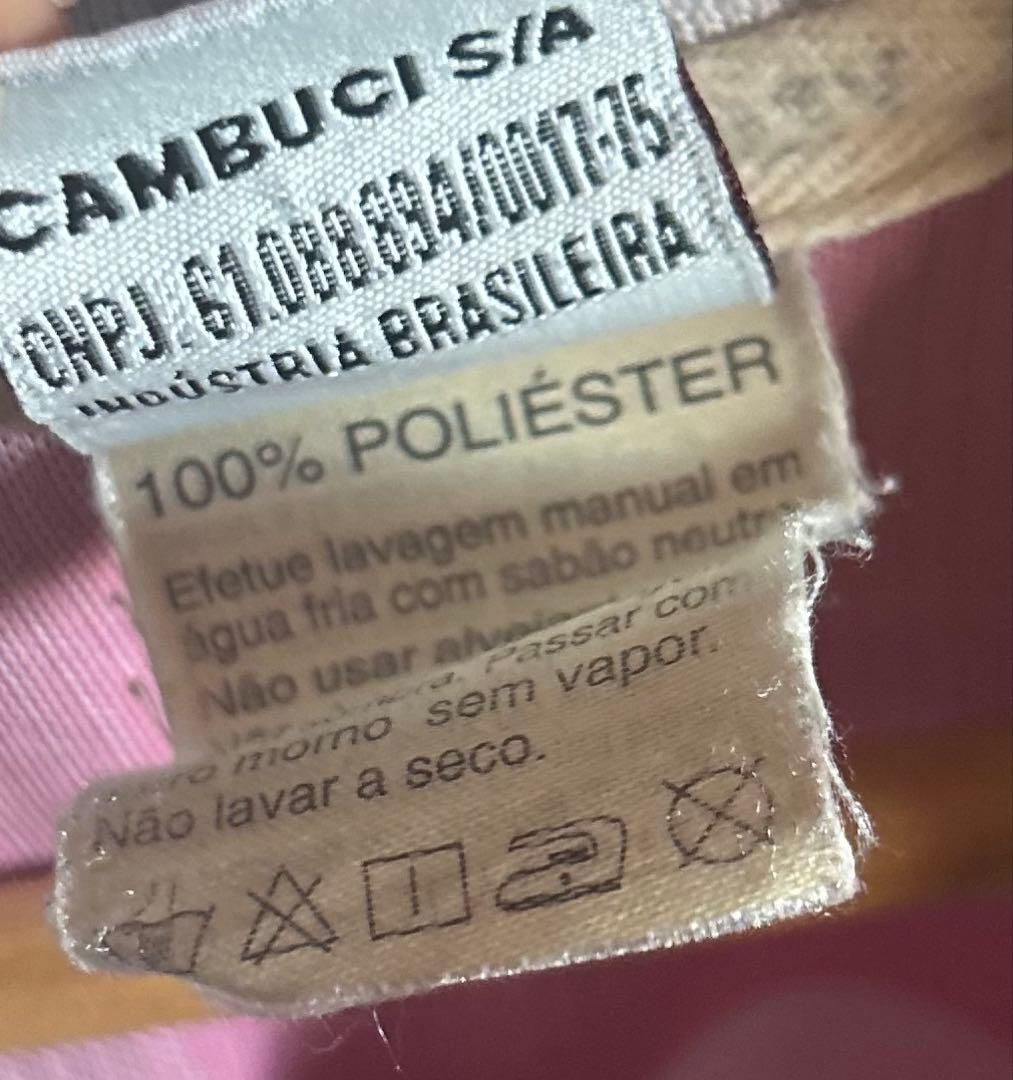 CAMBUCI S/A
CNPJ. 61.088.894/0017-75
INDÚSTRIA BRASILEIRA
100% POLIÉSTER
Efetue lavagem manual em
água fria com sabão neutro
Não usar
Passar com
morno sem vapor.
Não lavar a seco.